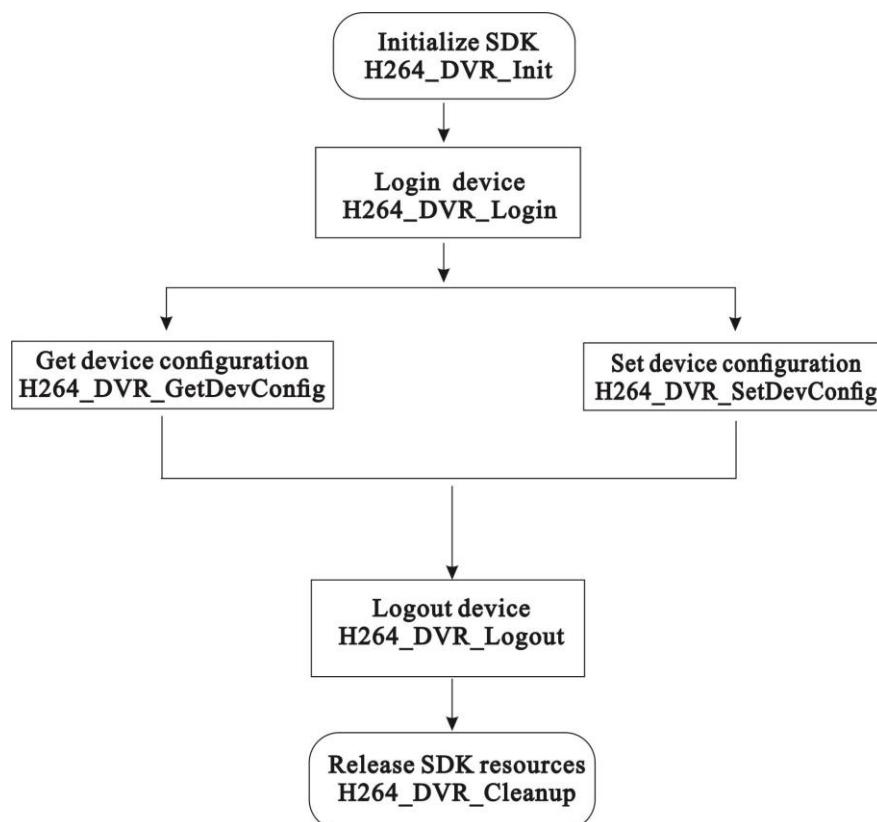 Initialize SDK
H264_DVR_Init
Login device
H264_DVR_Login
Get device configuration
H264_DVR_GetDevConfig
Set device configuration
H264_DVR_SetDevConfig
Logout device
H264_DVR_Logout
Release SDK resources
H264_DVR_Cleanup